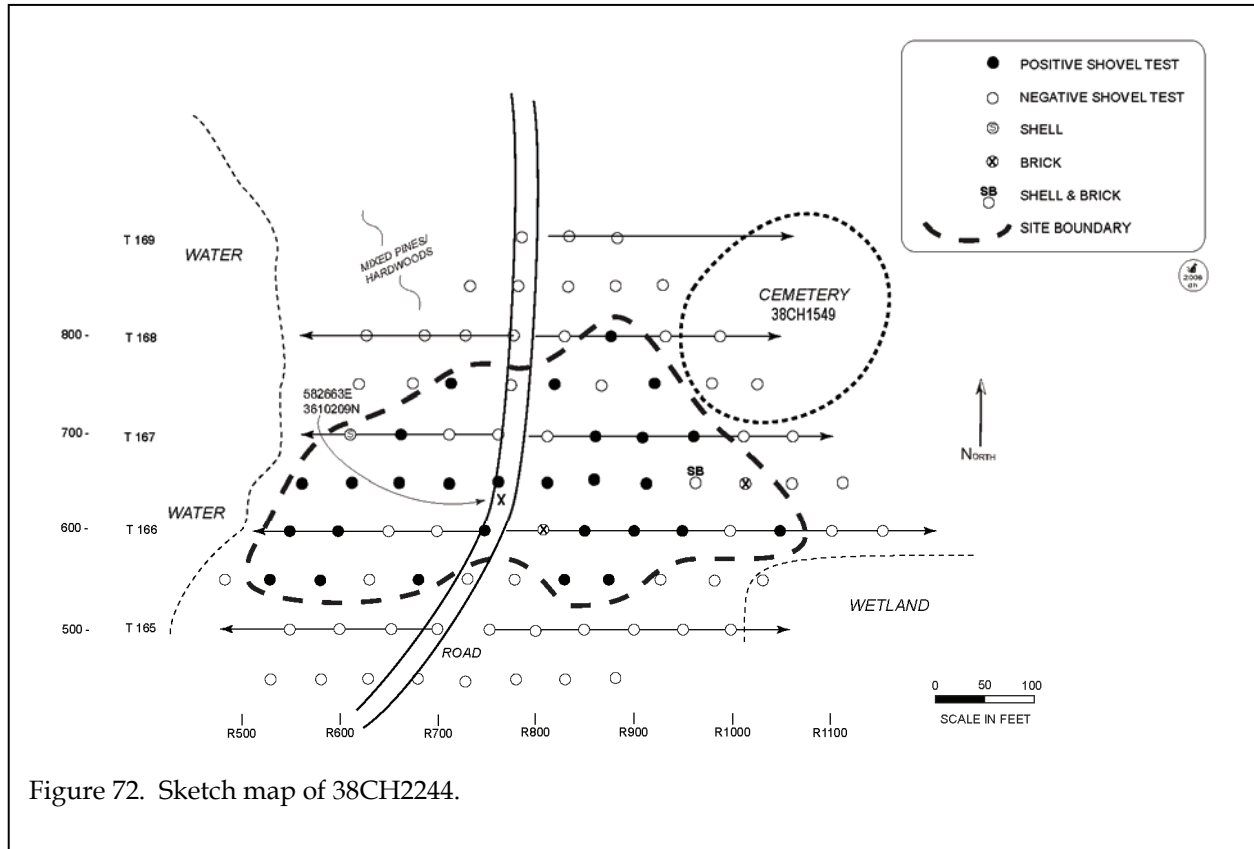 POSITIVE SHOVEL TEST
NEGATIVE SHOVEL TEST
S SHELL
BRICK
SB SHELL & BRICK
SITE BOUNDARY
2006
dh
T 169
WATER
MIXED PINES/
HARDWOODS
CEMETERY
38CH1549
800 - T 168
582663E
3610209N
700 - T 167
S
NORTH
SB
X
WATER
600 - T 166
WETLAND
500 - T 165
ROAD
0 50 100
SCALE IN FEET
R500 R600 R700 R800 R900 R1000 R1100
Figure 72. Sketch map of 38CH2244.